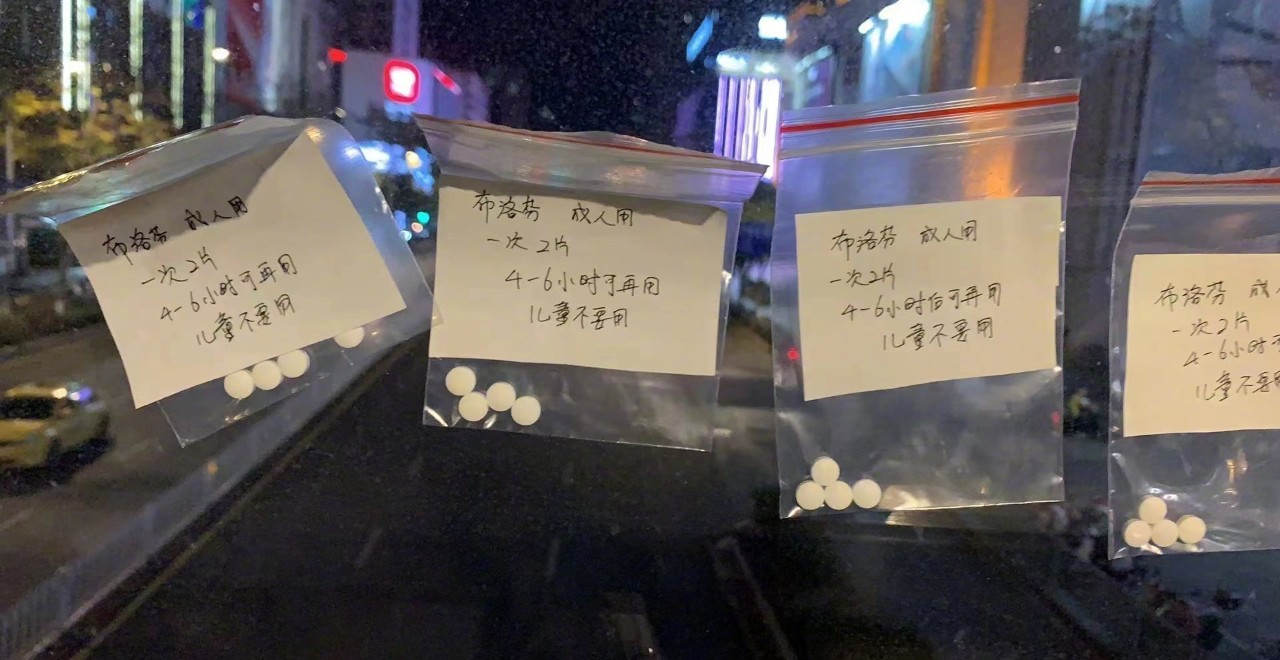 布洛芬 成人用
一次2片
4-6小时可再用
儿童不要用
布洛芬 成人用
一次2片
4-6小时可再用
儿童不要用
布洛芬 成人用
一次2片
4-6小时后可再用
儿童不要用
布洛芬 成
一次2片
4-6小时
儿童不要